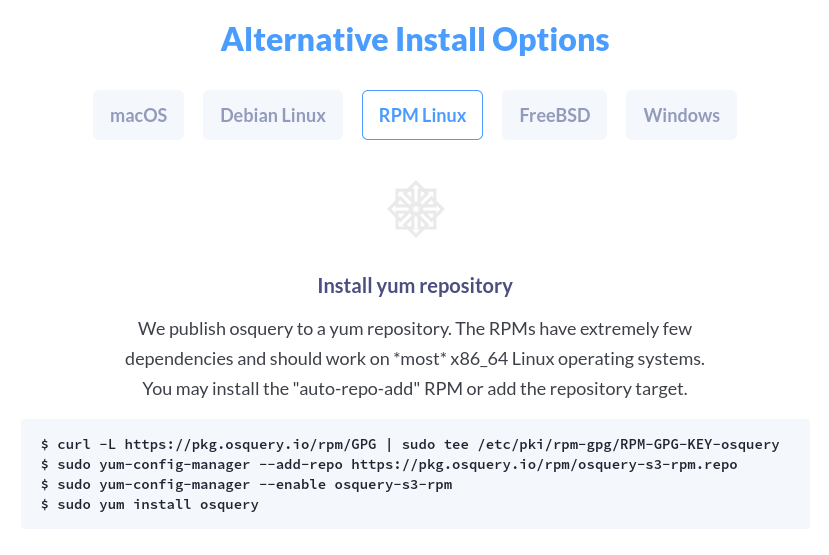 Alternative Install Options
macOS
Debian Linux
RPM Linux
FreeBSD
Windows
Install yum repository
We publish osquery to a yum repository. The RPMs have extremely few
dependencies and should work on *most* x86_64 Linux operating systems.
You may install the "auto-repo-add" RPM or add the repository target.
$ curl -L https://pkg.osquery.io/rpm/GPG | sudo tee /etc/pki/rpm-gpg/RPM-GPG-KEY-osquery
$ sudo yum-config-manager --add-repo https://pkg.osquery.io/rpm/osquery-s3-rpm.repo
$ sudo yum-config-manager --enable osquery-s3-rpm
$ sudo yum install osquery